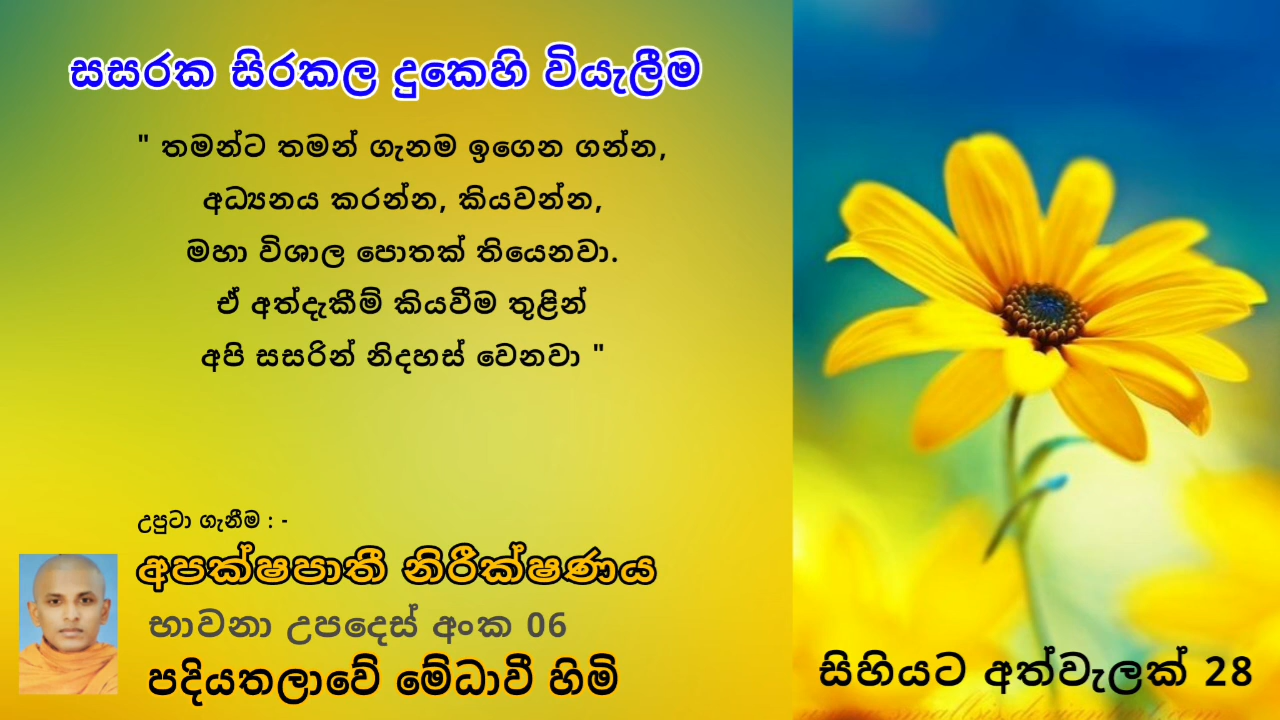 සසරක සිරකල දුකෙහි වියැලීම
" තමන්ට තමන් ගැනම ඉගෙන ගන්න,
අධ්‍යනය කරන්න, කියවන්න,
මහා විශාල පොතක් තියෙනවා.
ඒ අත්දැකීම් කියවීම තුළින්
අපි සසරින් නිදහස් වෙනවා "
උපුටා ගැනීම : -
අපක්ෂපාතී නිරීක්ෂණය
භාවනා උපදෙස් අංක 06
පදියතලාවේ මේධාවී හිමි
සිහියට අත්වැලක් 28